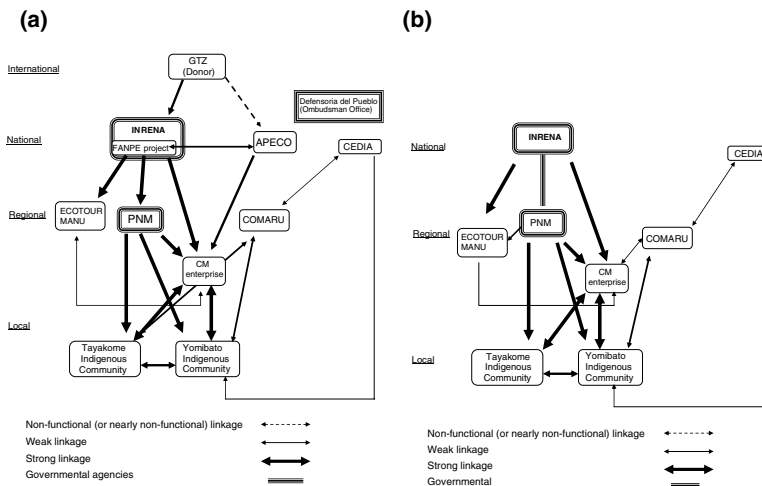 (a)
International
GTZ
(Donor)
Defensoria del Pueblo
(Ombudsman Office)
National
INRENA
FANPE project
APECO
CEDIA
Regional
ECOTOUR
MANU
PNM
COMARU
CM
enterprise
Local
Tayakome
Indigenous
Community
Yomibato
Indigenous
Community
Non-functional (or nearly non-functional) linkage
Weak linkage
Strong linkage
Governmental agencies
(b)
National
INRENA
CEDIA
Regional
ECOTOUR
MANU
PNM
COMARU
CM
enterprise
Local
Tayakome
Indigenous
Community
Yomibato
Indigenous
Community
Non-functional (or nearly non-functional) linkage
Weak linkage
Strong linkage
Governmental